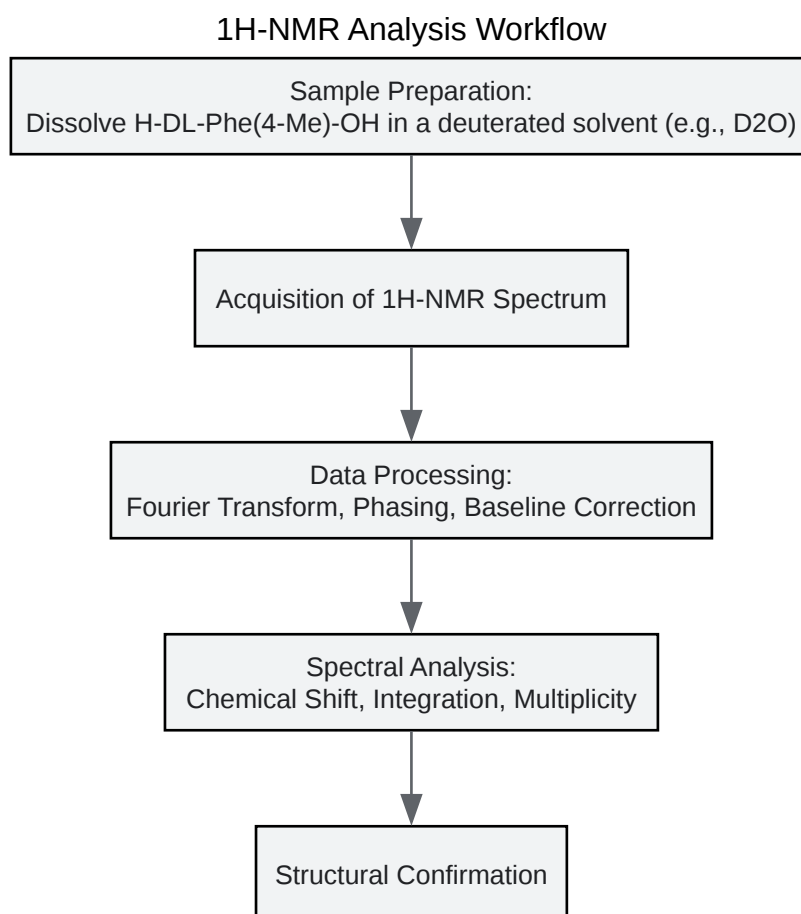 1H-NMR Analysis Workflow
Sample Preparation:
Dissolve H-DL-Phe(4-Me)-OH in a deuterated solvent (e.g., D2O)
Acquisition of 1H-NMR Spectrum
Data Processing:
Fourier Transform, Phasing, Baseline Correction
Spectral Analysis:
Chemical Shift, Integration, Multiplicity
Structural Confirmation